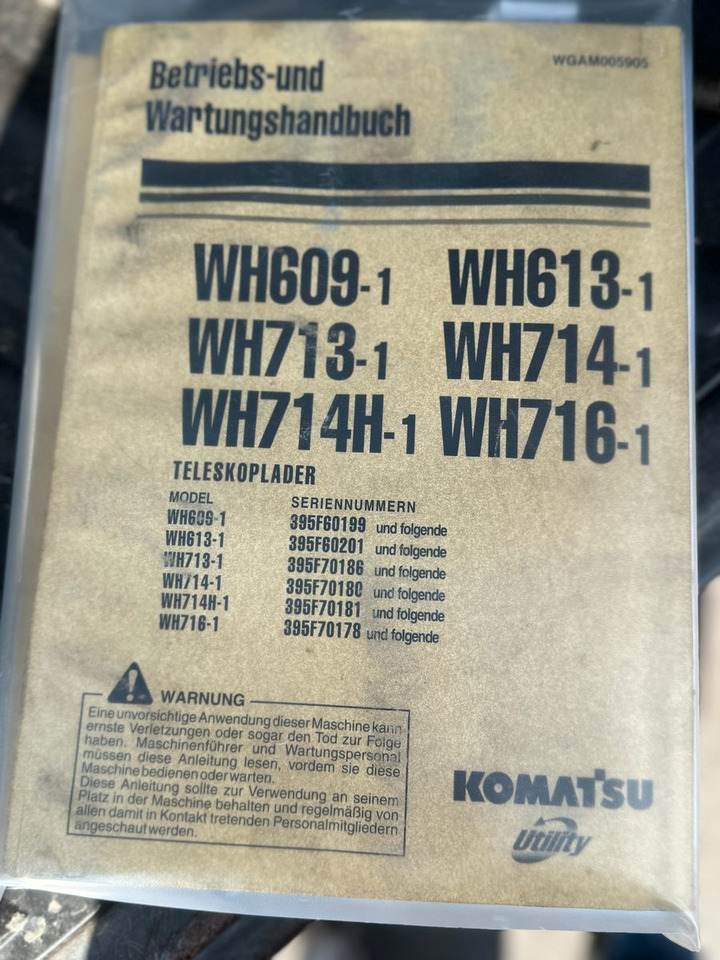 WGAM005905
Betriebs-und
Wartungshandbuch
WH609-1 WH613-1
WH713-1 WH714-1
WH714H-1 WH716-1
TELESKOPLADER
MODEL SERIENNUMMERN
WH609-1 395F60199 und folgende
WH613-1 395F60201 und folgende
WH713-1 395F70186 und folgende
WH714-1 395F70180 und folgende
WH714H-1 395F70181 und folgende
WH716-1 395F70178 und folgende
WARNUNG
Eine unvorsichtige Anwendung dieser Maschine kann
ernste Verletzungen oder sogar den Tod zur Folge
haben. Maschinenführer und Wartungspersonal
müssen diese Anleitung lesen, vordem sie diese
Maschine bedienen oder warten.
Diese Anleitung sollte zur Verwendung an seinem
Platz in der Maschine behalten und regelmäßig von
allen damit in Kontakt tretenden Personalmitgliedern
angeschaut werden.
KOMATSU
Utility